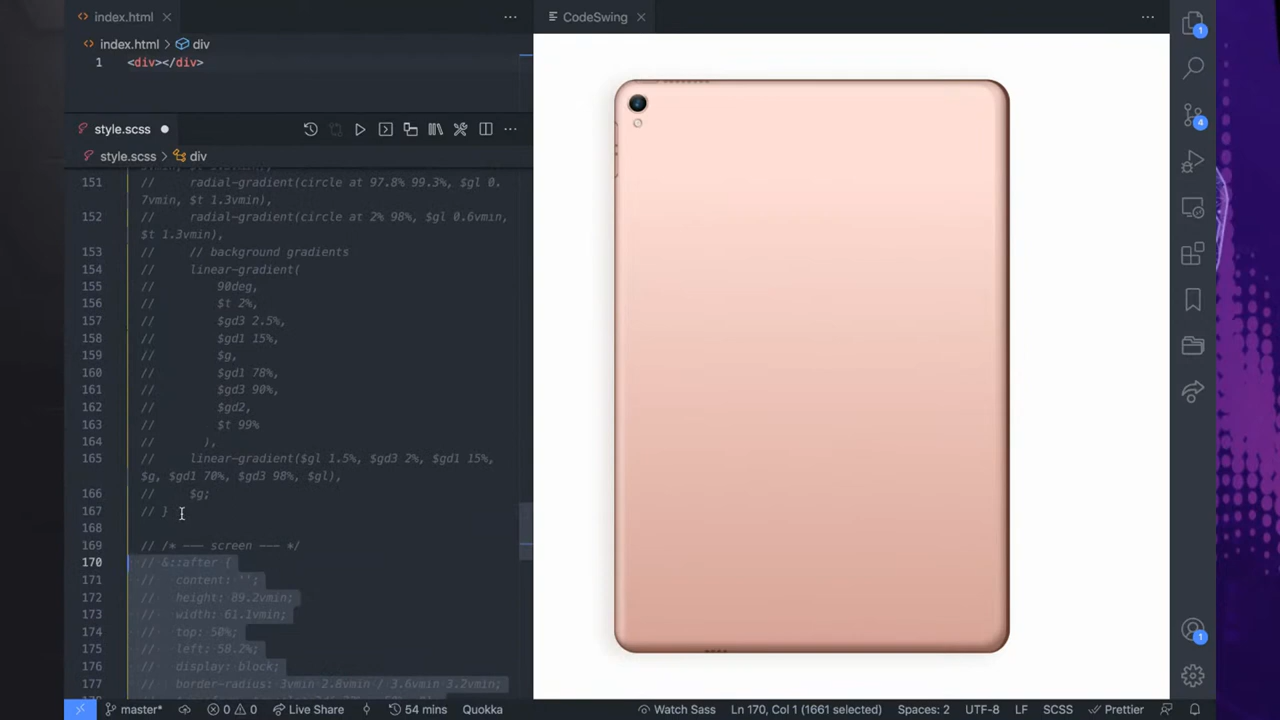 index.html
CodeSwing
index.html > div
1 <div></div>
style.scss
style.scss > div
151 // radial-gradient(circle at 97.8% 99.3%, $gl 0.
7vmin, $t 1.3vmin),
152 // radial-gradient(circle at 2% 98%, $gl 0.6vmin,
$t 1.3vmin),
153 // // background gradients
154 // linear-gradient(
155 // 90deg,
156 // $t 2%,
157 // $gd3 2.5%,
158 // $gd1 15%,
159 // $g,
160 // $gd1 78%,
161 // $gd3 90%,
162 // $gd2,
163 // $t 99%
164 // ),
165 // linear-gradient($gl 1.5%, $gd3 2%, $gd1 15%,
$g, $gd1 70%, $gd3 98%, $gl),
166 // $g;
167 // }
168
169 // /* --- screen --- */
170 // &::after {
171 // content: '';
172 // height: 89.2vmin;
173 // width: 61.1vmin;
174 // top: 50%;
175 // left: 50.2%;
176 // display: block;
177 // border-radius: 3vmin 2.8vmin / 3.6vmin 3.2vmin;
1
4
1
master*
0 0
Live Share
54 mins
Quokka
Watch Sass
Ln 170, Col 1 (1661 selected)
Spaces: 2
UTF-8
LF
SCSS
Prettier